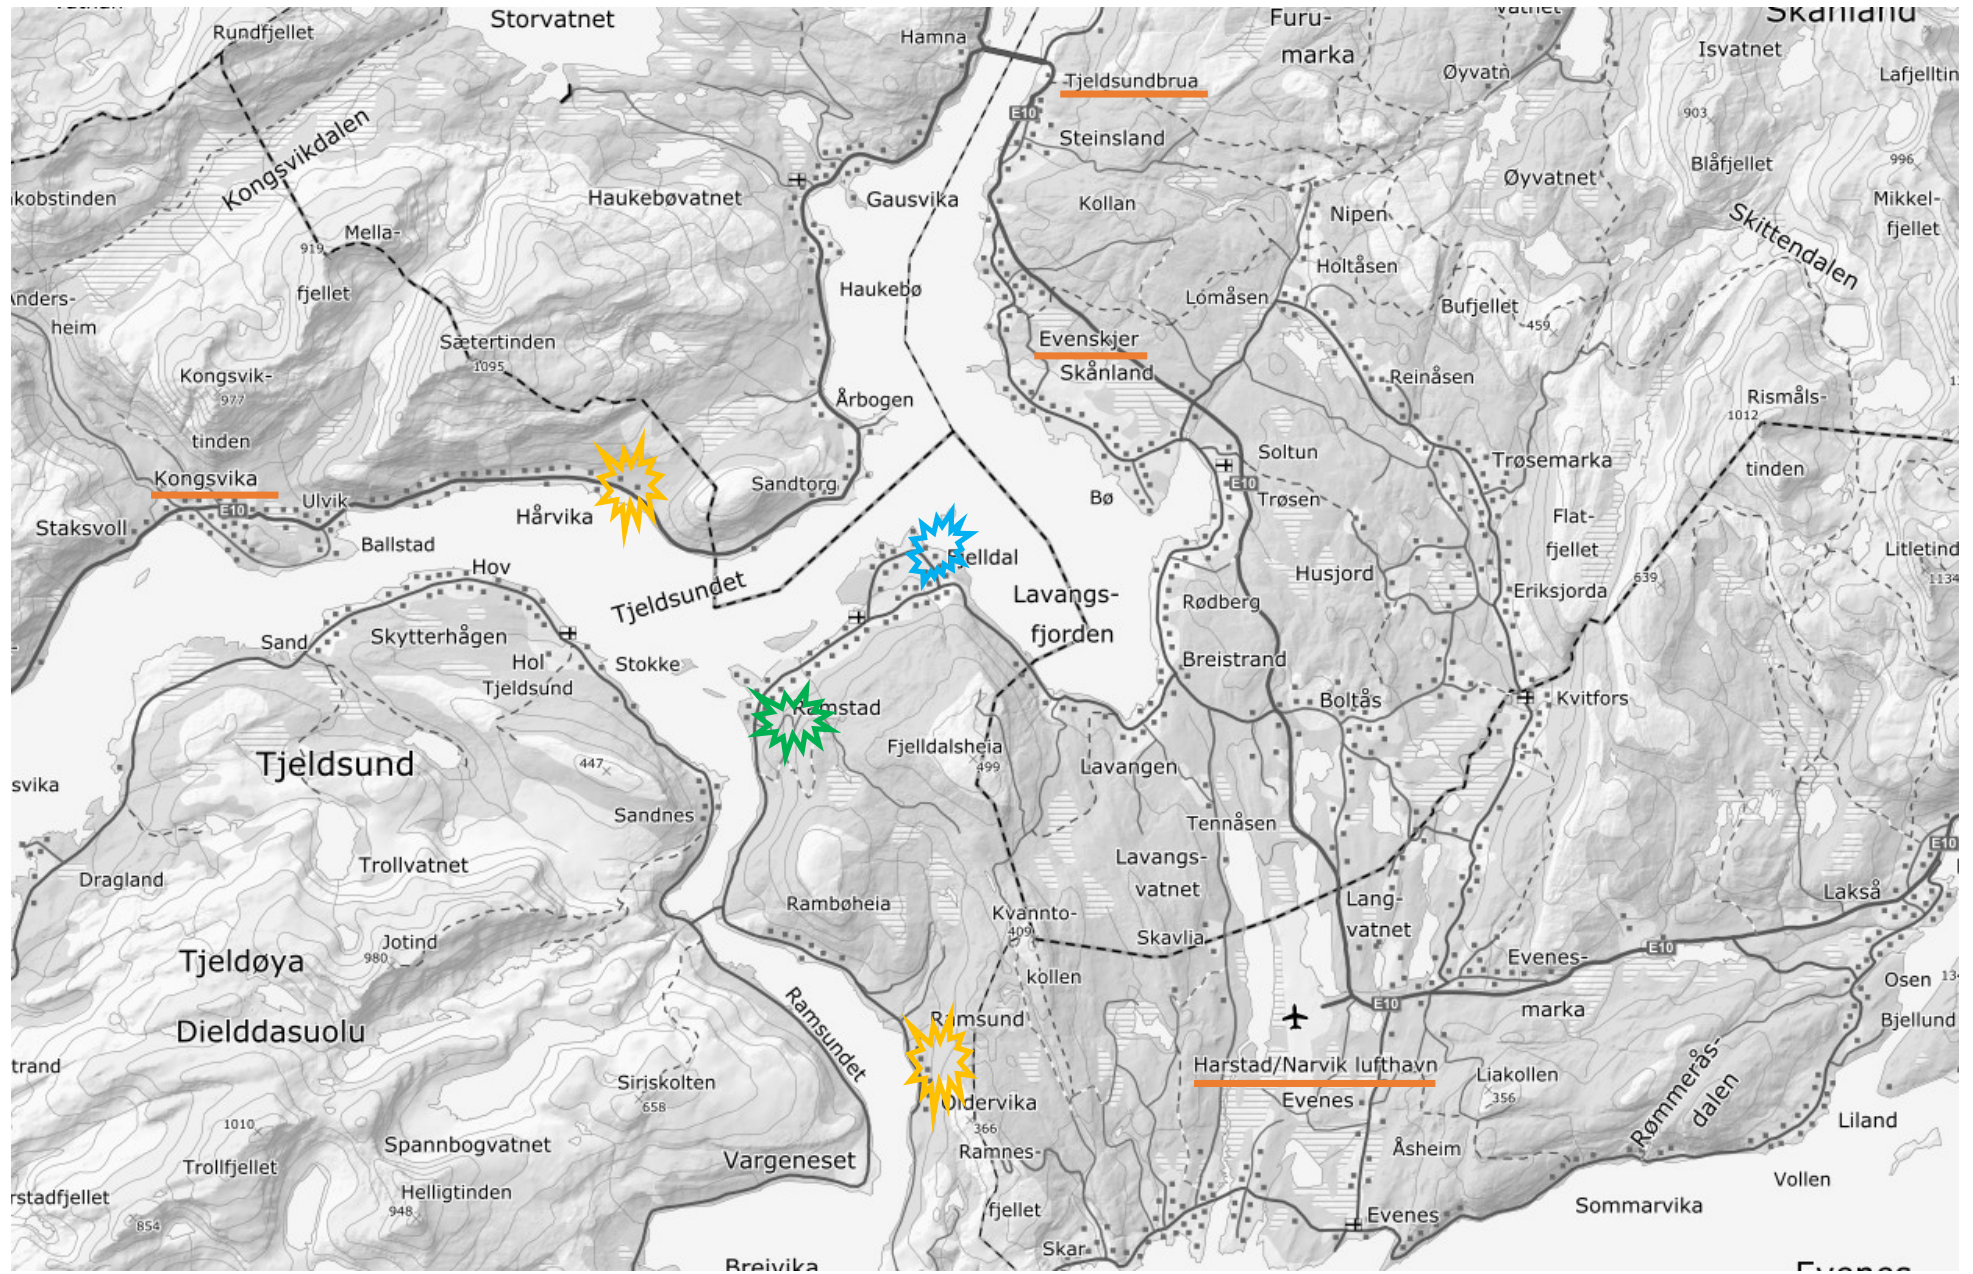 Storvatnet
Rundfjellet
Hamna
Furu-
marka
Skånland
Isvatnet
Øyvatn
Lafjelltin
Tjeldsundbrua
E10
903
Steinsland
Kongsvikdalen
Blåfjellet
996
Øyvatnet
kobstinden
Haukebøvatnet
Gausvika
Kollan
Nipen
Mikkel-
fjellet
Skittendalen
Mella-
919
fjellet
Holtåsen
Haukebø
Lomåsen
Bufjellet
459
heim
Sætertinden
1095
Evenskjer
Skånland
Kongsvik-
977
tinden
Reinåsen
Årbogen
Rismåls-
1012
tinden
Soltun
Trøsemarka
Kongsvika
Ulvik
E10
Sandtorg
E10
Bø
Trøsen
Staksvoll
Hårvika
Flat-
fjellet
Ballstad
Fjelldal
Litletind
1134
Hov
Tjeldsundet
Lavangs-
fjorden
Husjord
639
Eriksjorda
Rødberg
Sand
Skytterhågen
Hol
Tjeldsund
Stokke
Breistrand
Ramstad
Boltås
Kvitfors
Fjelldalsheia
499
Tjeldsund
447
Lavangen
svika
Sandnes
Tennåsen
E10
Trollvatnet
Dragland
Lavangs-
vatnet
Lakså
Rambøheia
Kvannto-
409
kollen
Lang-
vatnet
Skavlia
Jotind
980
E10
Evenes-
marka
Tjeldøya
Osen
E10
Ramsundet
Ramsund
Bjellund
Dielddasuolu
trand
Harstad/Narvik lufthavn
Evenes
Liakollen
356
Rømmerås-
dalen
Siriskolten
658
Oldervika
366
Ramnes-
fjellet
Liland
1010
Spannbogvatnet
Åsheim
Trollfjellet
Vargeneset
Vollen
rstadfjellet
854
Helligtinden
948
Sommarvika
Evenes
Skar
Breivika
Evenes